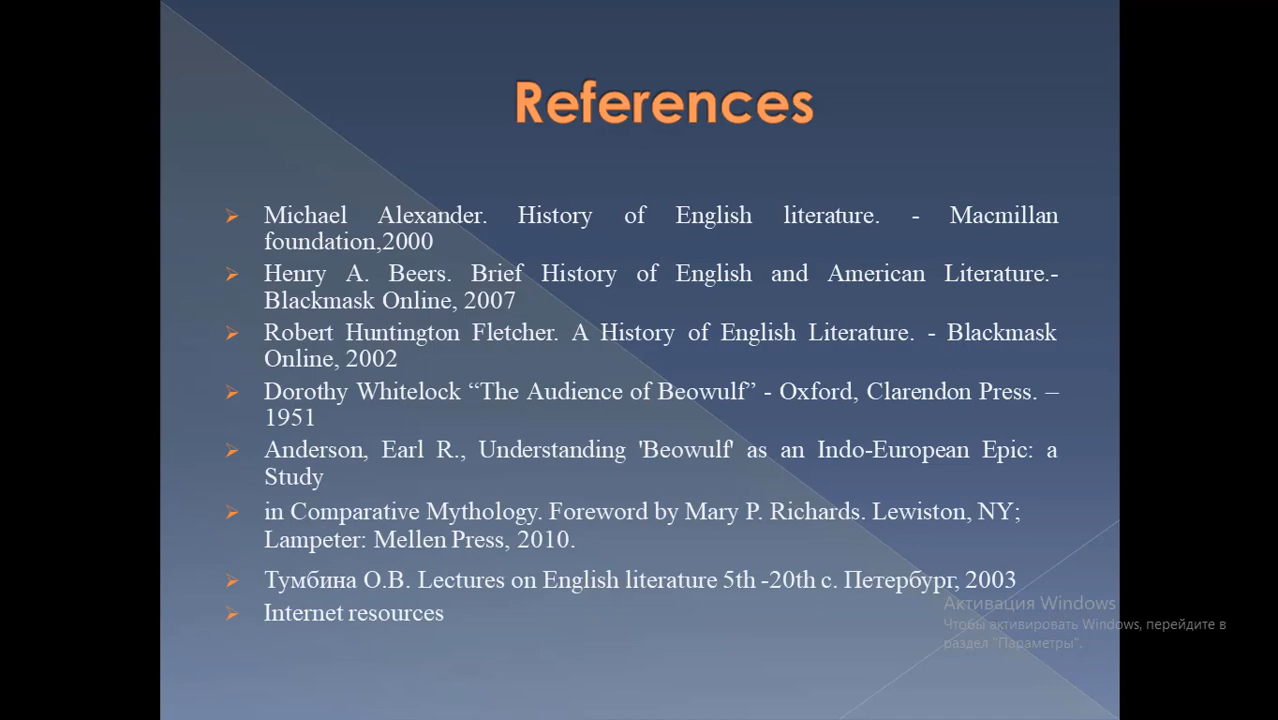 References
Michael Alexander. History of English literature. - Macmillan
foundation,2000
Henry A. Beers. Brief History of English and American Literature.-
Blackmask Online, 2007
Robert Huntington Fletcher. A History of English Literature. - Blackmask
Online, 2002
Dorothy Whitelock “The Audience of Beowulf” - Oxford, Clarendon Press. –
1951
Anderson, Earl R., Understanding 'Beowulf' as an Indo-European Epic: a
Study
in Comparative Mythology. Foreword by Mary P. Richards. Lewiston, NY;
Lampeter: Mellen Press, 2010.
Тумбина О.В. Lectures on English literature 5th -20th c. Петербург, 2003
Internet resources
Активация Windows
Чтобы активировать Windows, перейдите в
раздел "Параметры".